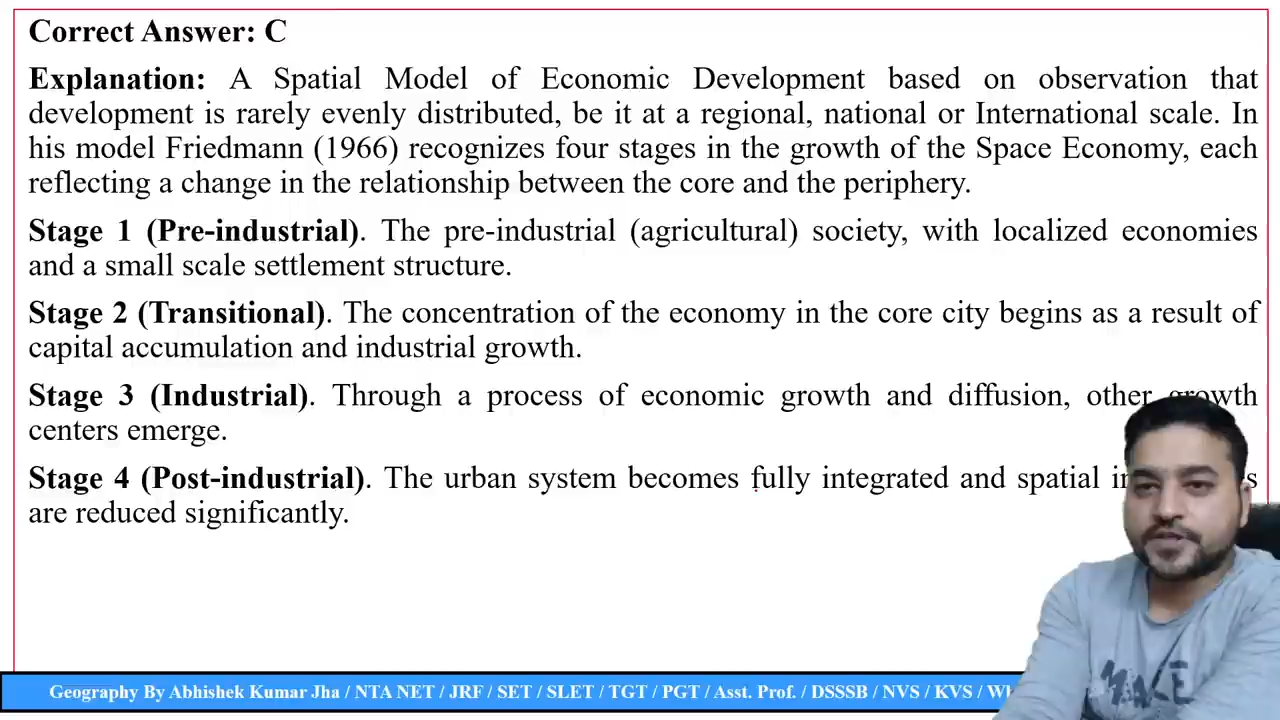 Correct Answer: C
Explanation: A Spatial Model of Economic Development based on observation that
development is rarely evenly distributed, be it at a regional, national or International scale. In
his model Friedmann (1966) recognizes four stages in the growth of the Space Economy, each
reflecting a change in the relationship between the core and the periphery.
Stage 1 (Pre-industrial). The pre-industrial (agricultural) society, with localized economies
and a small scale settlement structure.
Stage 2 (Transitional). The concentration of the economy in the core city begins as a result of
capital accumulation and industrial growth.
Stage 3 (Industrial). Through a process of economic growth and diffusion, other growth
centers emerge.
Stage 4 (Post-industrial). The urban system becomes fully integrated and spatial
are reduced significantly.
Geography By Abhishek Kumar Jha / NTA NET / JRF / SET / SLET / TGT / PGT / Asst. Prof. / DSSSB / NVS / KVS /